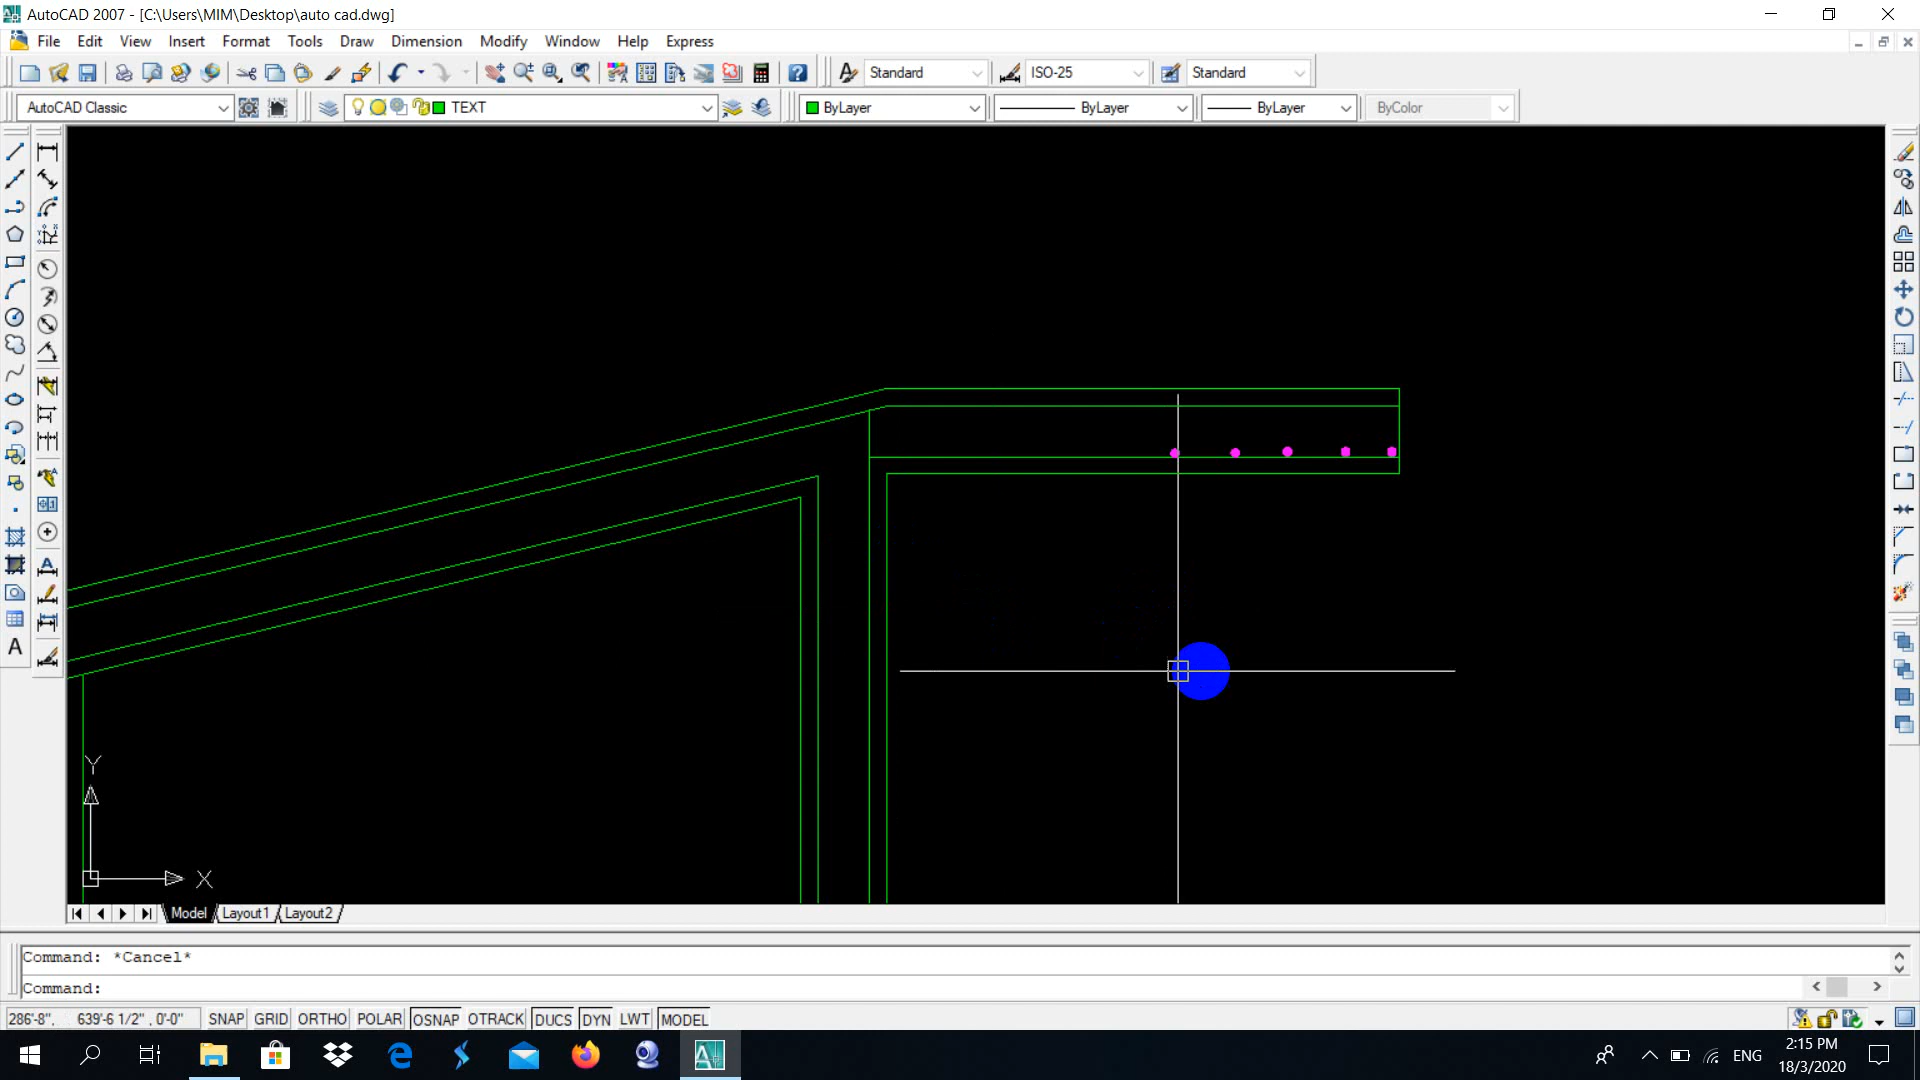 AutoCAD 2007 - [C:\Users\MIM\Desktop\auto cad.dwg]
File Edit View Insert Format Tools Draw Dimension Modify Window Help Express
Standard ISO-25 Standard
AutoCAD Classic TEXT ByLayer ByLayer ByLayer ByColor
A
Y
X
Model Layout1 Layout2
Command: *Cancel*
Command:
286'-8", 639'-6 1/2" , 0'-0" SNAP GRID ORTHO POLAR OSNAP OTRACK DUCS DYN LWT MODEL
ENG
2:15 PM
18/3/2020